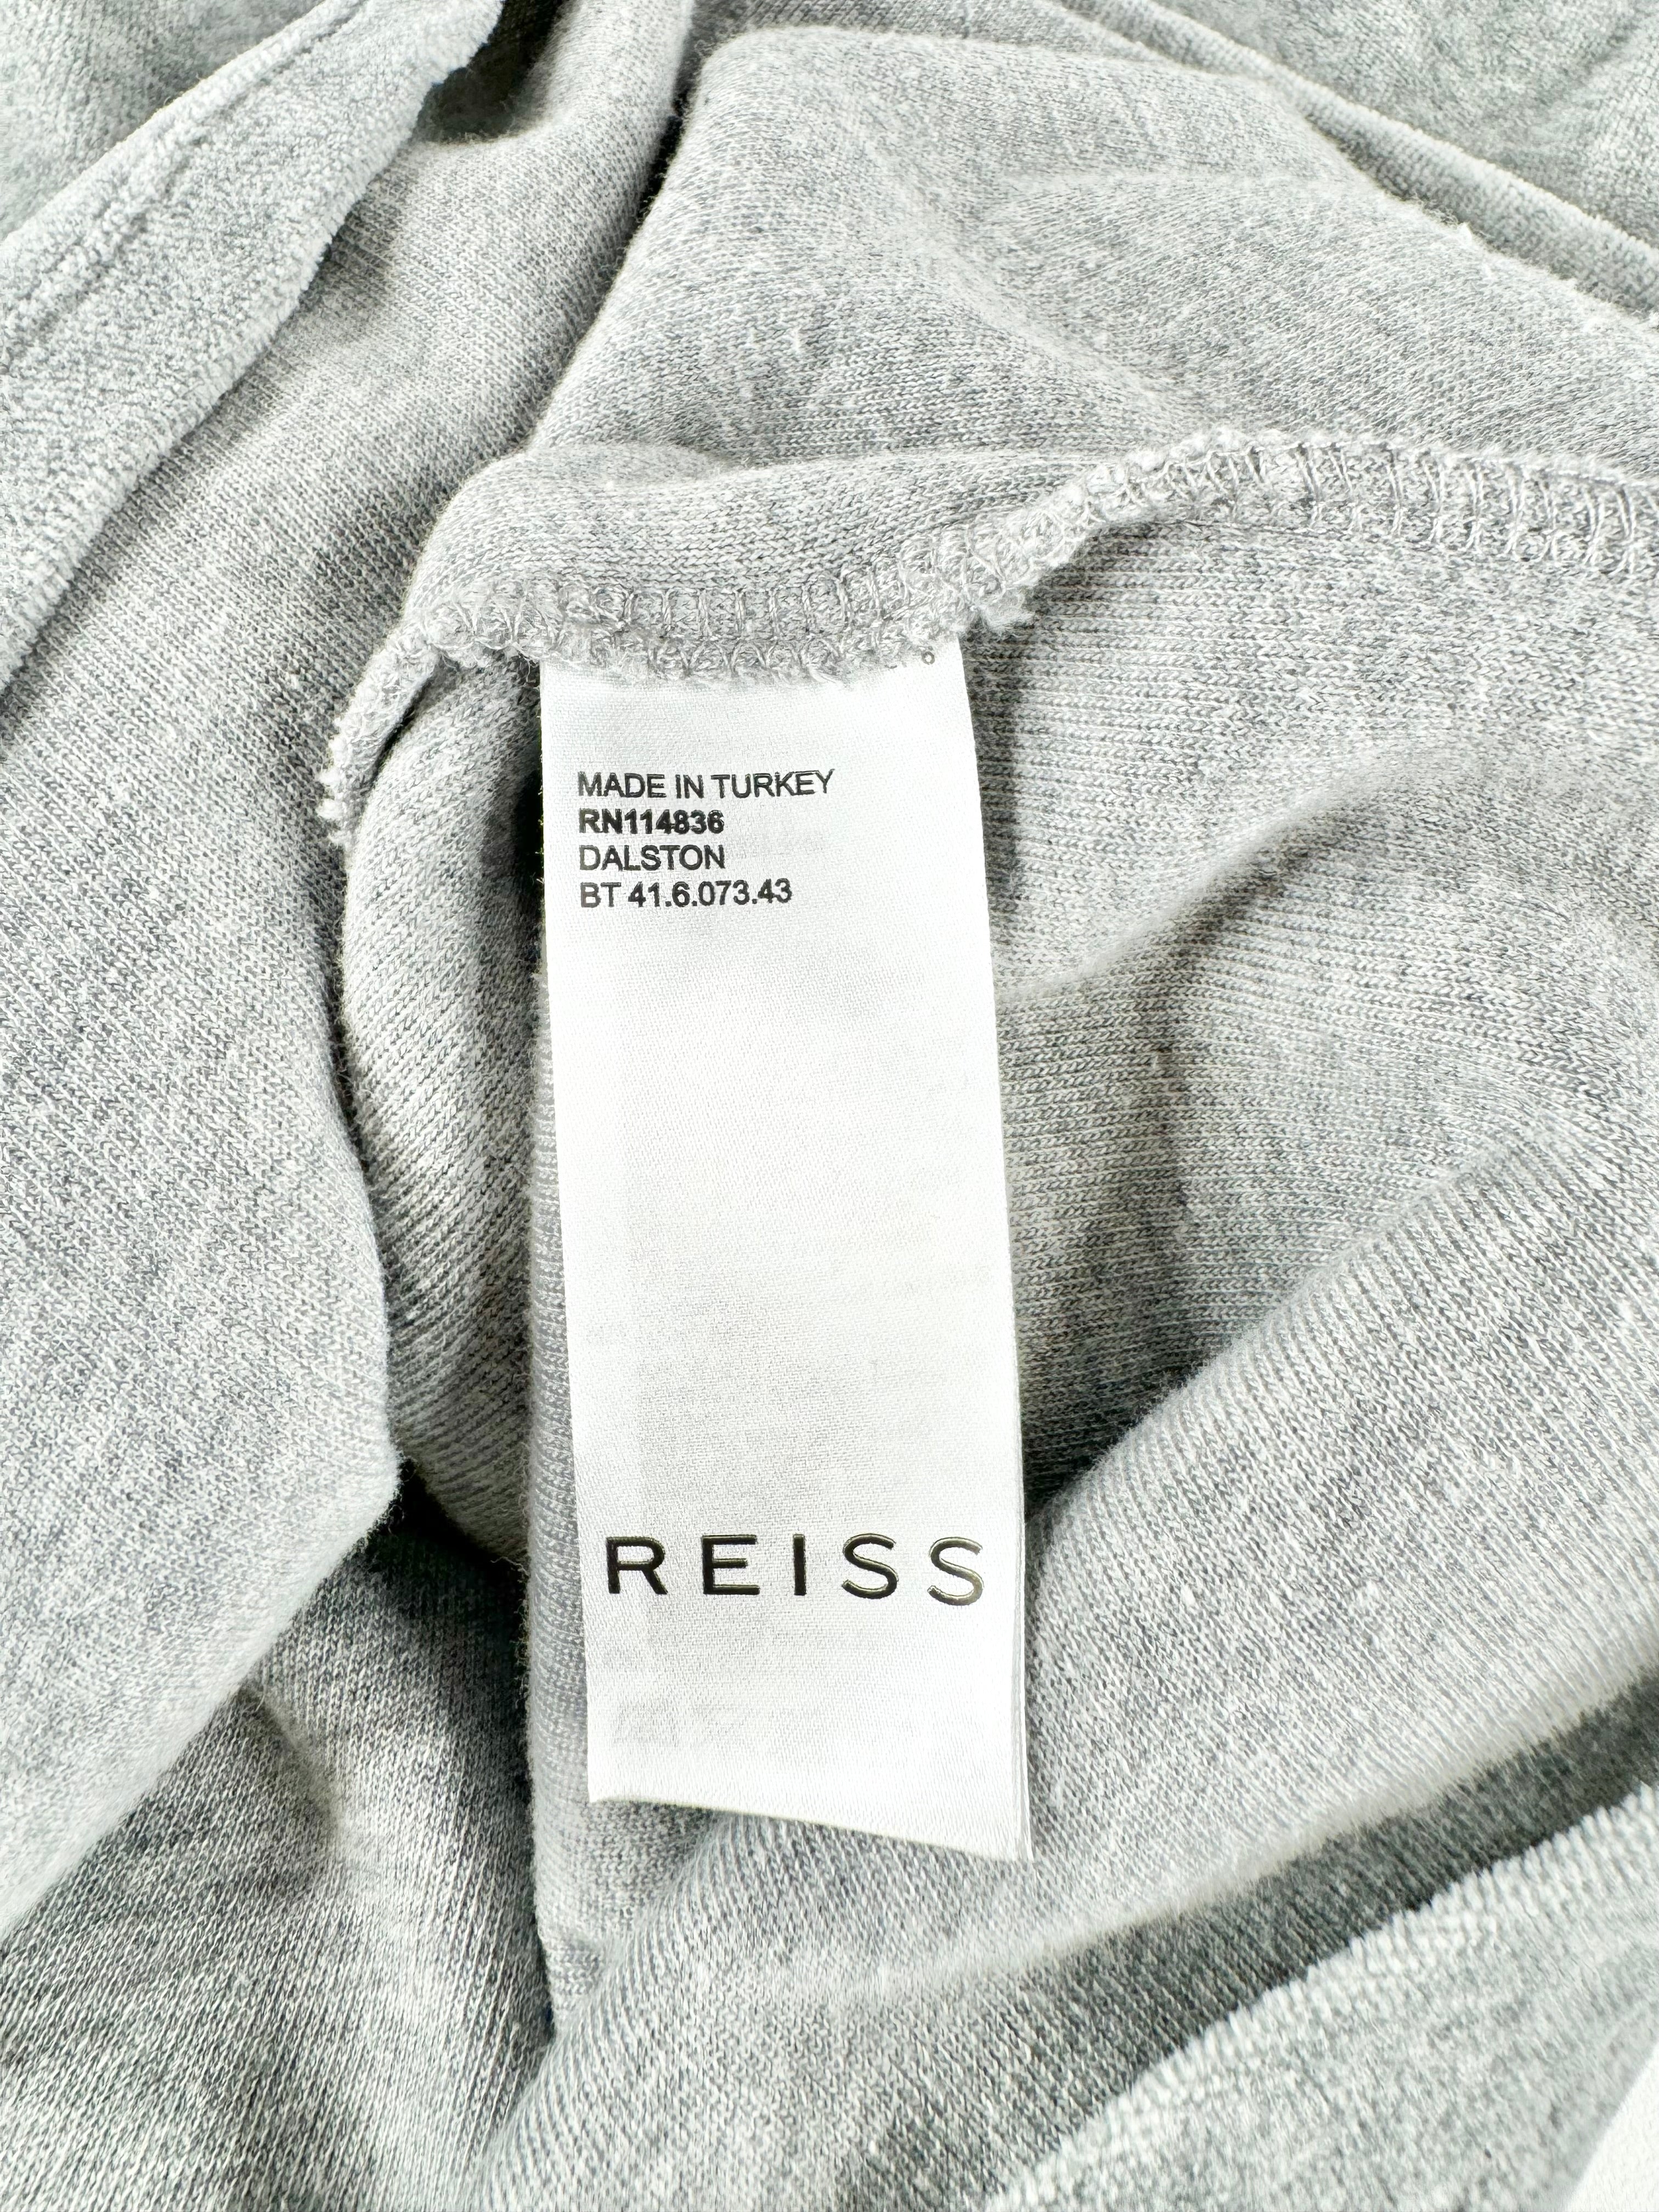 MADE IN TURKEY
RN114836
DALSTON
BT 41.6.073.43
REISS